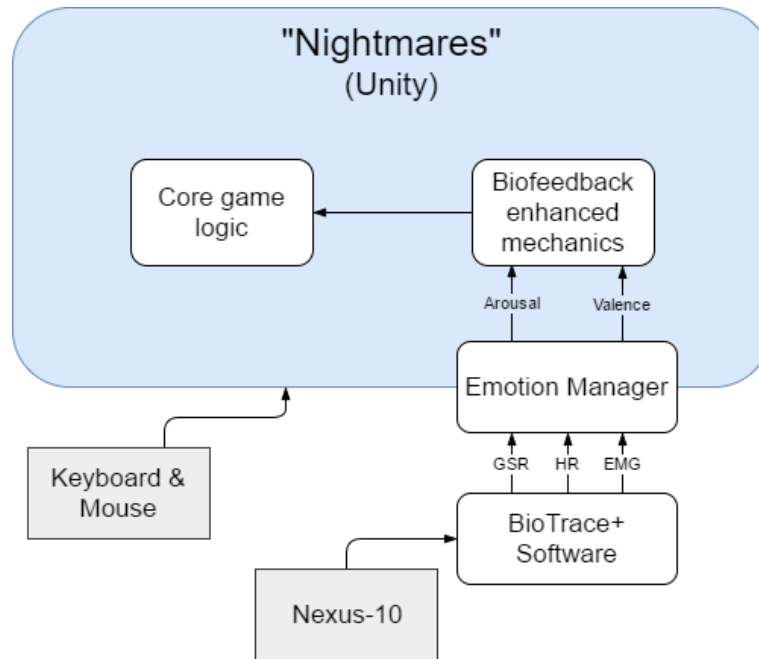 "Nightmares"
(Unity)
Core game
logic
Biofeedback
enhanced
mechanics
Arousal
Valence
Emotion Manager
GSR
HR
EMG
Keyboard &
Mouse
BioTrace+
Software
Nexus-10